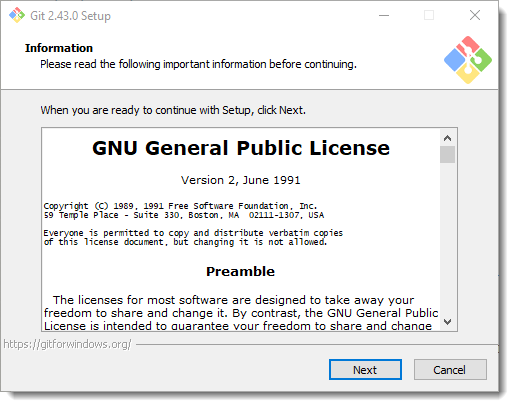 Git 2.43.0 Setup
Information
Please read the following important information before continuing.
When you are ready to continue with Setup, click Next.
GNU General Public License
Version 2, June 1991
Copyright (C) 1989, 1991 Free Software Foundation, Inc.
59 Temple Place - Suite 330, Boston, MA  02111-1307, USA
Everyone is permitted to copy and distribute verbatim copies
of this license document, but changing it is not allowed.
Preamble
The licenses for most software are designed to take away your
freedom to share and change it. By contrast, the GNU General Public
License is intended to guarantee your freedom to share and change
https://gitforwindows.org/
Next
Cancel